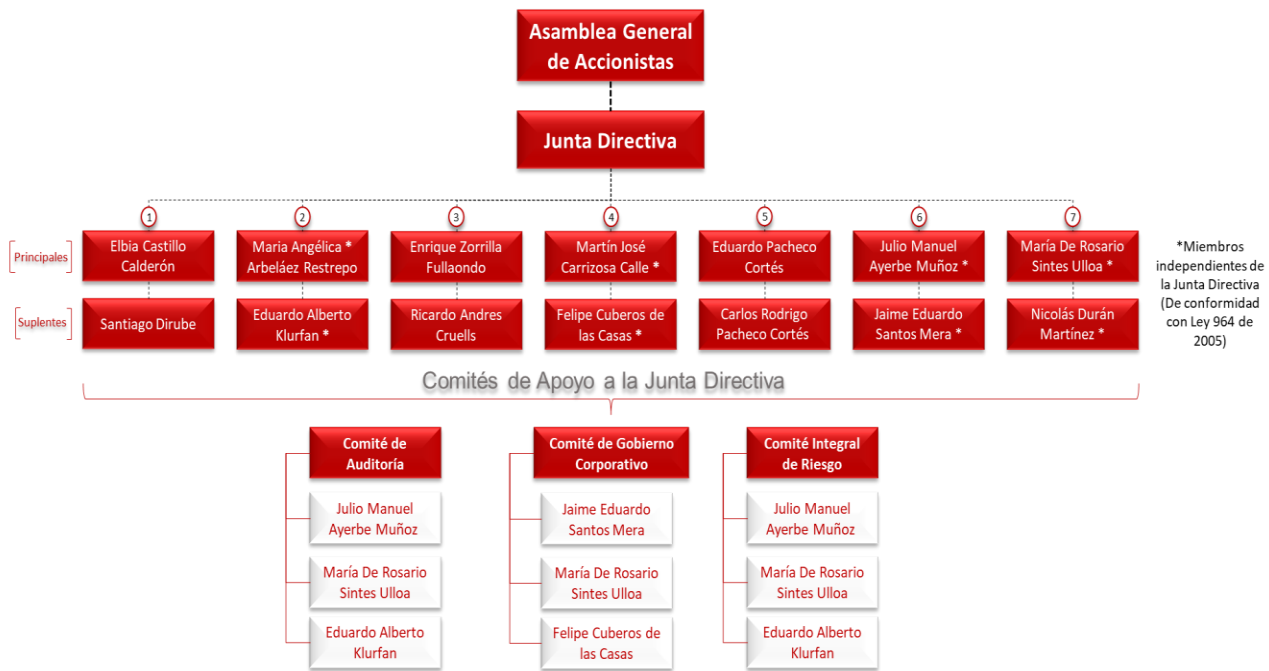 Asamblea General
de Accionistas
Junta Directiva
1
2
3
4
5
6
7
Principales
Elbia Castillo
Calderón
Maria Angélica *
Arbeláez Restrepo
Enrique Zorrilla
Fullaondo
Martín José
Carrizosa Calle *
Eduardo Pacheco
Cortés
Julio Manuel
Ayerbe Muñoz *
María De Rosario
Sintes Ulloa *
Suplentes
Santiago Dirube
Eduardo Alberto
Klurfan *
Ricardo Andres
Cruells
Felipe Cuberos de
las Casas *
Carlos Rodrigo
Pacheco Cortés
Jaime Eduardo
Santos Mera *
Nicolás Durán
Martínez *
*Miembros
independientes de
la Junta Directiva
(De conformidad
con Ley 964 de
2005)
Comités de Apoyo a la Junta Directiva
Comité de
Auditoría
Julio Manuel
Ayerbe Muñoz
María De Rosario
Sintes Ulloa
Eduardo Alberto
Klurfan
Comité de Gobierno
Corporativo
Jaime Eduardo
Santos Mera
María De Rosario
Sintes Ulloa
Felipe Cuberos de
las Casas
Comité Integral
de Riesgo
Julio Manuel
Ayerbe Muñoz
María De Rosario
Sintes Ulloa
Eduardo Alberto
Klurfan